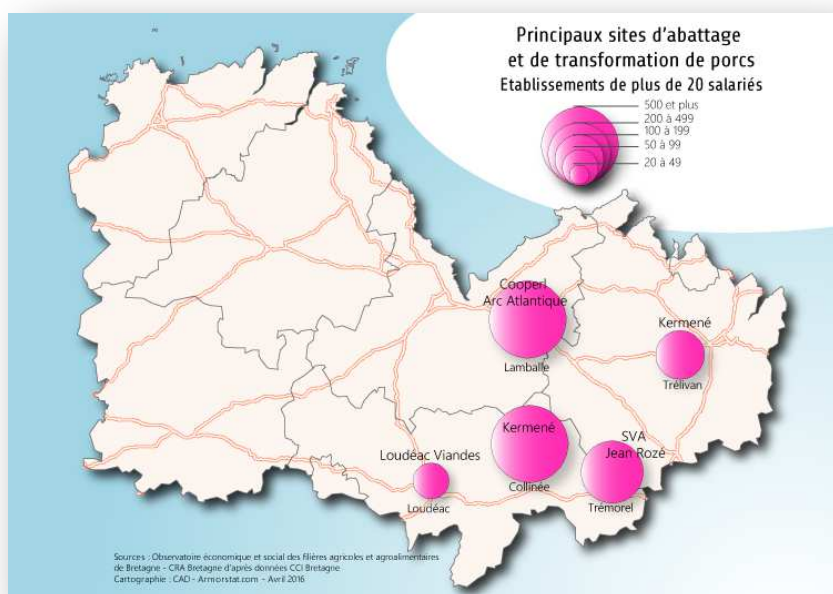 Principaux sites d'abattage
et de transformation de porcs
Etablissements de plus de 20 salariés
500 et plus
200 à 499
100 à 199
50 à 99
20 à 49
Cooperl
Arc Atlantique
Lamballe
Kermené
Trélivan
Kermené
Collinée
SVA
Jean Rozé
Trémorel
Loudéac Viandes
Loudéac
Sources : Observatoire économique et social des filières agricoles et agroalimentaires
de Bretagne - CRA Bretagne d'après données CCI Bretagne
Cartographie : CAD - Armorstat.com - Avril 2016